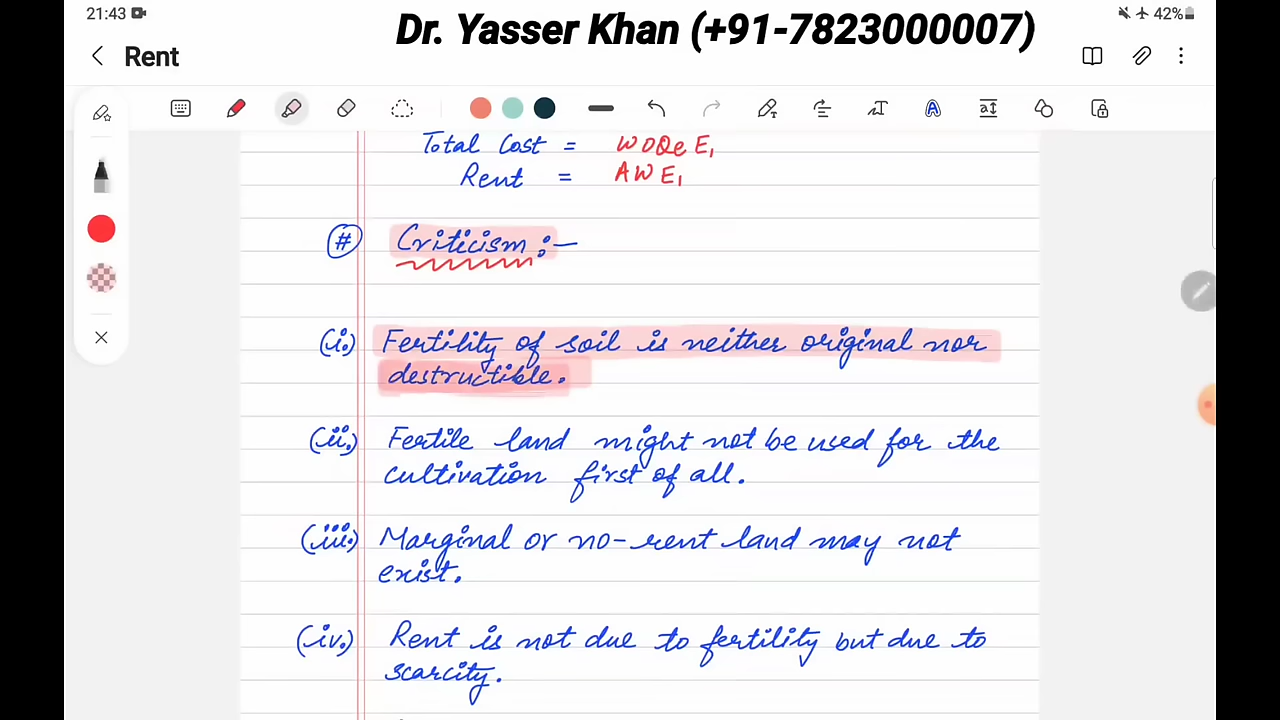 21:43
42%
Dr. Yasser Khan (+91-7823000007)
Rent
Total Cost = WOQeE1
Rent = AWE1
# Criticism :-
(i.) Fertility of soil is neither original nor
destructible.
(ii.) Fertile land might not be used for the
cultivation first of all.
(iii.) Marginal or no-rent land may not
exist.
(iv.) Rent is not due to fertility but due to
scarcity.